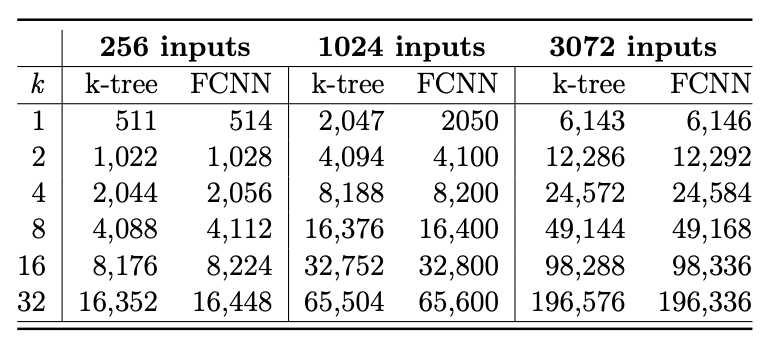 256 inputs 1024 inputs 3072 inputs
k k-tree FCNN k-tree FCNN k-tree FCNN
1 511 514 2,047 2050 6,143 6,146
2 1,022 1,028 4,094 4,100 12,286 12,292
4 2,044 2,056 8,188 8,200 24,572 24,584
8 4,088 4,112 16,376 16,400 49,144 49,168
16 8,176 8,224 32,752 32,800 98,288 98,336
32 16,352 16,448 65,504 65,600 196,576 196,336